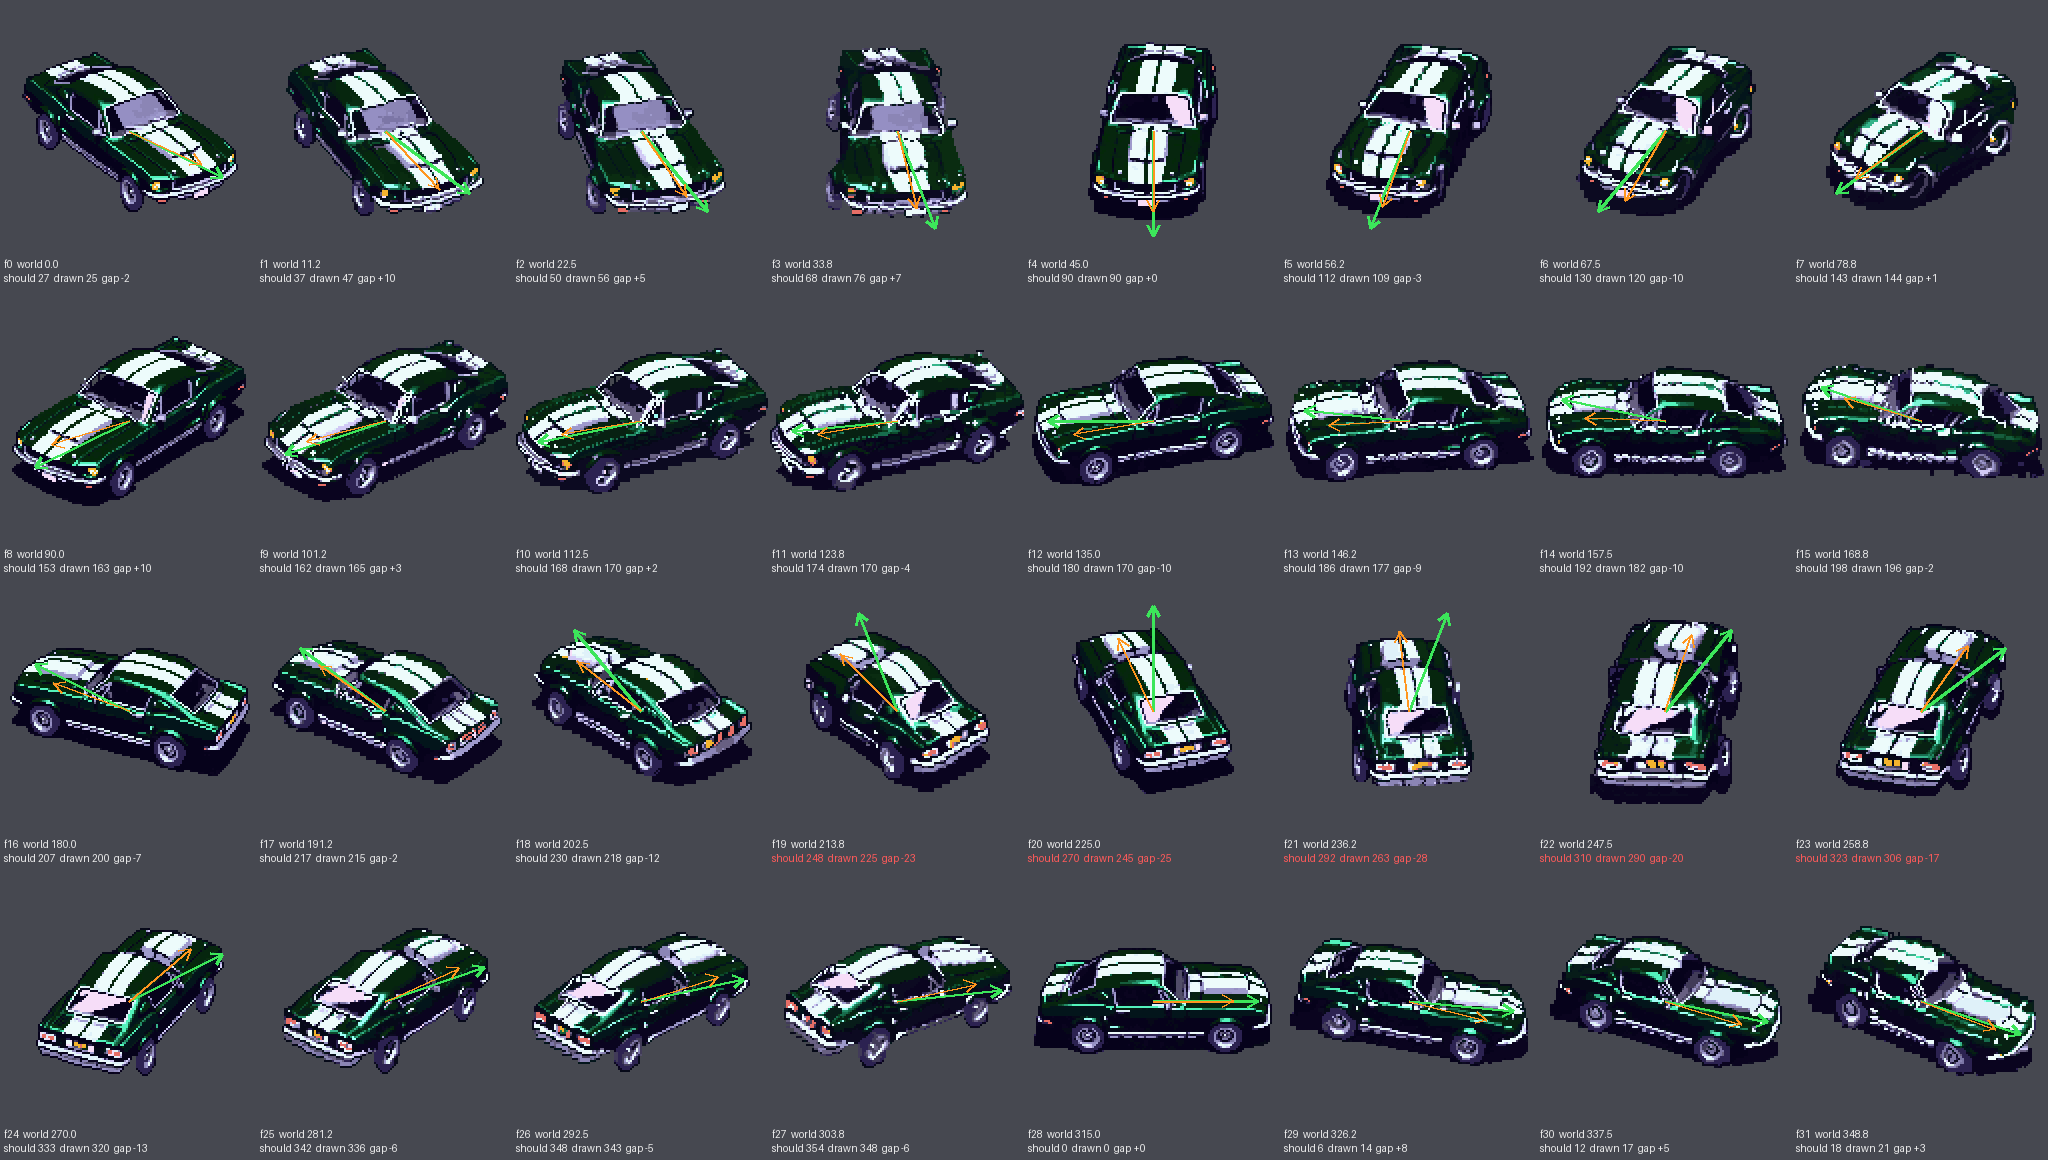 f0 world 0.0
should 27 drawn 25 gap -2
f1 world 11.2
should 37 drawn 47 gap +10
f2 world 22.5
should 50 drawn 56 gap +5
f3 world 33.8
should 68 drawn 76 gap +7
f4 world 45.0
should 90 drawn 90 gap +0
f5 world 56.2
should 112 drawn 109 gap -3
f6 world 67.5
should 130 drawn 120 gap -10
f7 world 78.8
should 143 drawn 144 gap +1
f8 world 90.0
should 153 drawn 163 gap +10
f9 world 101.2
should 162 drawn 165 gap +3
f10 world 112.5
should 168 drawn 170 gap +2
f11 world 123.8
should 174 drawn 170 gap -4
f12 world 135.0
should 180 drawn 170 gap -10
f13 world 146.2
should 186 drawn 177 gap -9
f14 world 157.5
should 192 drawn 182 gap -10
f15 world 168.8
should 198 drawn 196 gap -2
f16 world 180.0
should 207 drawn 200 gap -7
f17 world 191.2
should 217 drawn 215 gap -2
f18 world 202.5
should 230 drawn 218 gap -12
f19 world 213.8
should 248 drawn 225 gap -23
f20 world 225.0
should 270 drawn 245 gap -25
f21 world 236.2
should 292 drawn 263 gap -28
f22 world 247.5
should 310 drawn 290 gap -20
f23 world 258.8
should 323 drawn 306 gap -17
f24 world 270.0
should 333 drawn 320 gap -13
f25 world 281.2
should 342 drawn 336 gap -6
f26 world 292.5
should 348 drawn 343 gap -5
f27 world 303.8
should 354 drawn 348 gap -6
f28 world 315.0
should 0 drawn 0 gap +0
f29 world 326.2
should 6 drawn 14 gap +8
f30 world 337.5
should 12 drawn 17 gap +5
f31 world 348.8
should 18 drawn 21 gap +3